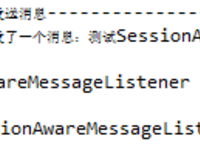 送消息---------------
了一个消息：测试SessionA
areMessageListener
ionAwareMessageList